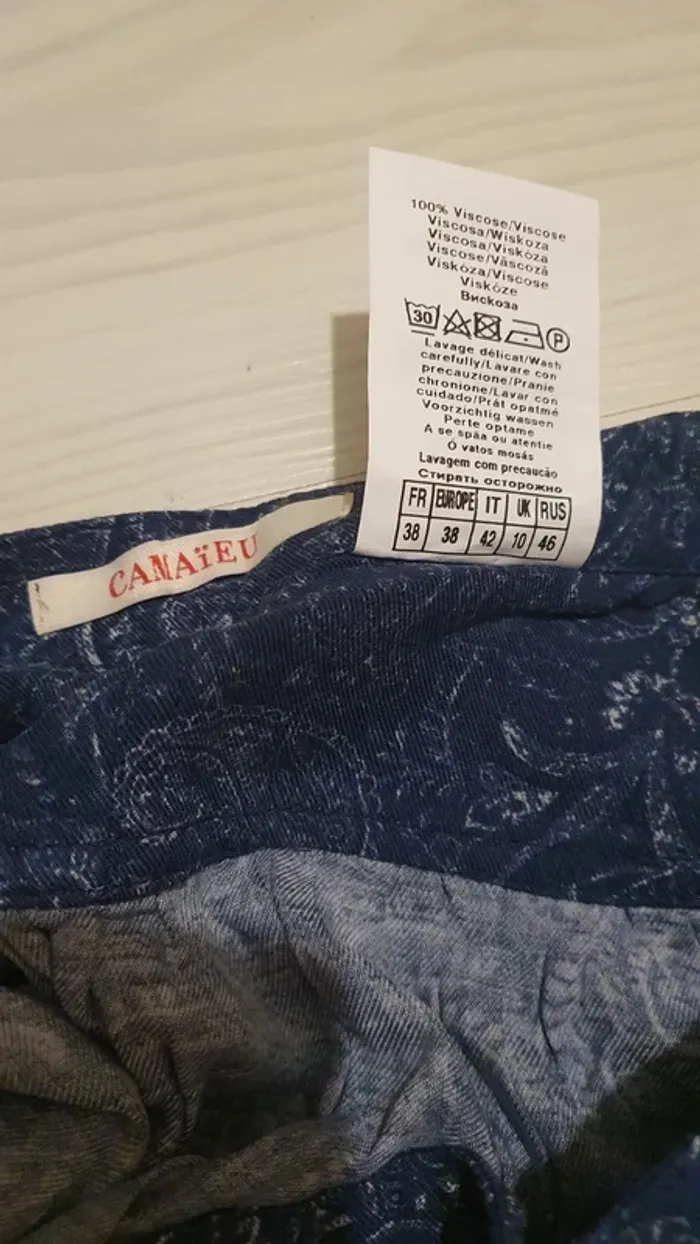 100% Viscose/Viscose
Viscosa/Wiskoza
Viscosa/Viskóza
Viscose/Vâscoză
Viskóza/Viscose
Viskóze
Вискоза
30 P
Lavage délicat/Wash
carefully/Lavare con
precauzione/Pranie
chronione/Lavar con
cuidado/Prát opatmé
Voorzichtig wassen
Perte optame
A se spăa ou atentie
Ó vatos mosás
Lavagem com precaucão
Стирать осторожно
FR EUROPE IT UK RUS
38 38 42 10 46
CAMAïEU